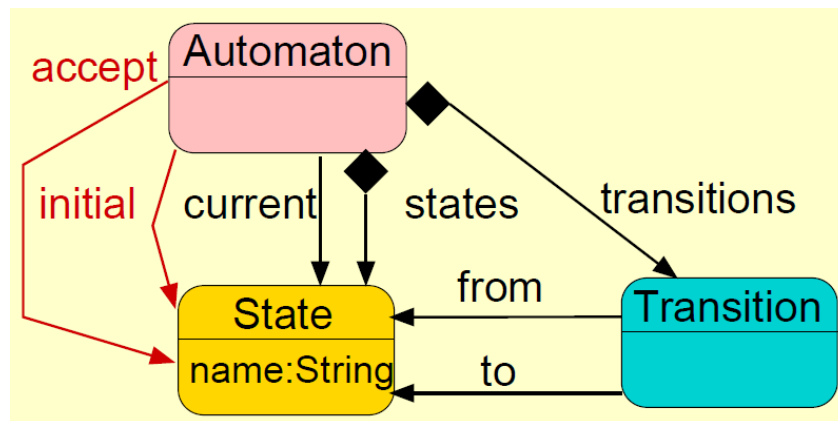 Automaton
accept
initial
current
states
transitions
from
State
Transition
name:String
to